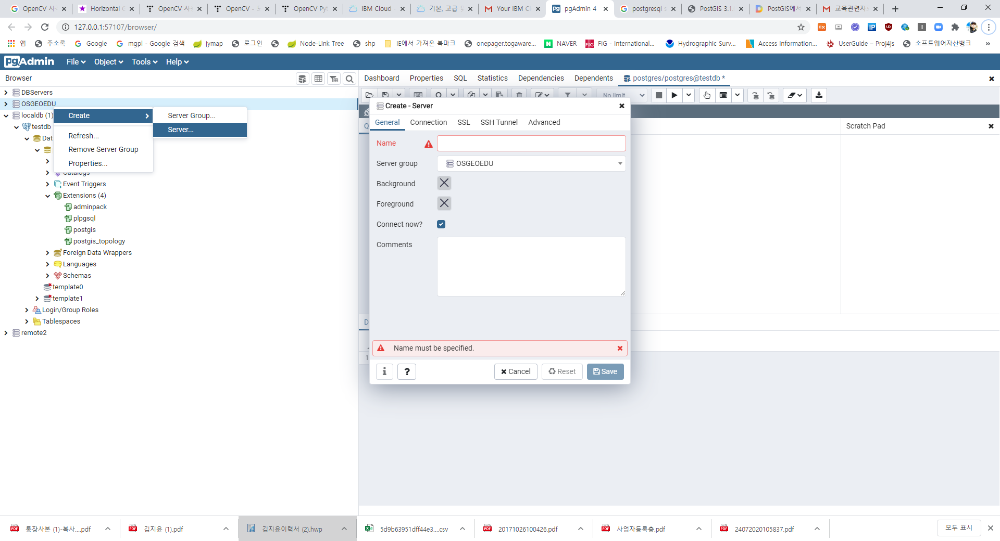 OpenCV 사
Horizontal
OpenCV 사
OpenCV -
OpenCV Py
IBM Cloud -
기본, 고급
Your IBM C
pgAdmin 4
postgresql s
PostGIS 3.1.
PostGIS에서
교육관련자
127.0.0.1:57107/browser/
앱
주소록
Google
mgpl - Google 검색
jymap
로그인
Node-Link Tree
shp
IE에서 가져온 북마크
onepager.togaware...
NAVER
FIG - International...
Hydrographic Surv...
Access information...
UserGuide – Proj4js
소프트웨어자산뱅크
»
pgAdmin
File
Object
Tools
Help
Browser
Dashboard
Properties
SQL
Statistics
Dependencies
Dependents
postgres/postgres@testdb *
No limit
DBServers
OSGEOEDU
localdb (1)
testdb
Dat
Catalogs
Event Triggers
Extensions (4)
adminpack
plpgsql
postgis
postgis_topology
Foreign Data Wrappers
Languages
Schemas
template0
template1
Login/Group Roles
Tablespaces
remote2
Create
Refresh...
Remove Server Group
Properties...
Server Group...
Server...
Create - Server
General
Connection
SSL
SSH Tunnel
Advanced
Name
Server group
OSGEOEDU
Background
Foreground
Connect now?
Comments
Name must be specified.
i
?
Cancel
Reset
Save
Q
Scratch Pad
D
1
통장사본 (1)-복사....pdf
김지윤 (1).pdf
김지윤이력서 (2).hwp
5d9b63951dff44e3....csv
20171026100426.pdf
사업자등록증.pdf
24072020105837.pdf
모두 표시